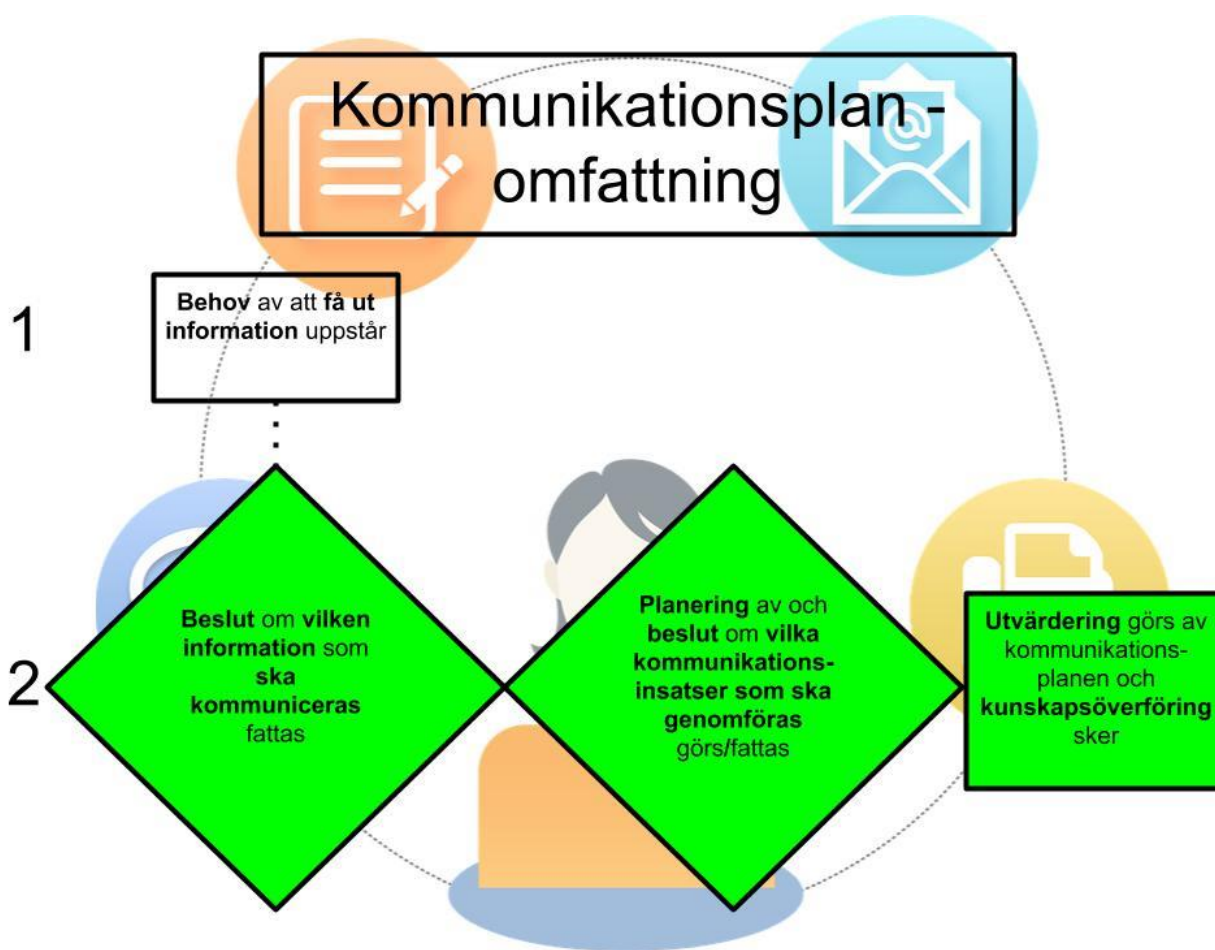 Kommunikationsplan -
omfattning
1
Behov av att få ut
information uppstår
2
Beslut om vilken
information som
ska
kommuniceras
fattas
Planering av och
beslut om vilka
kommunikations-
insatser som ska
genomföras
görs/fattas
Utvärdering görs av
kommunikations-
planen och
kunskapsöverföring
sker